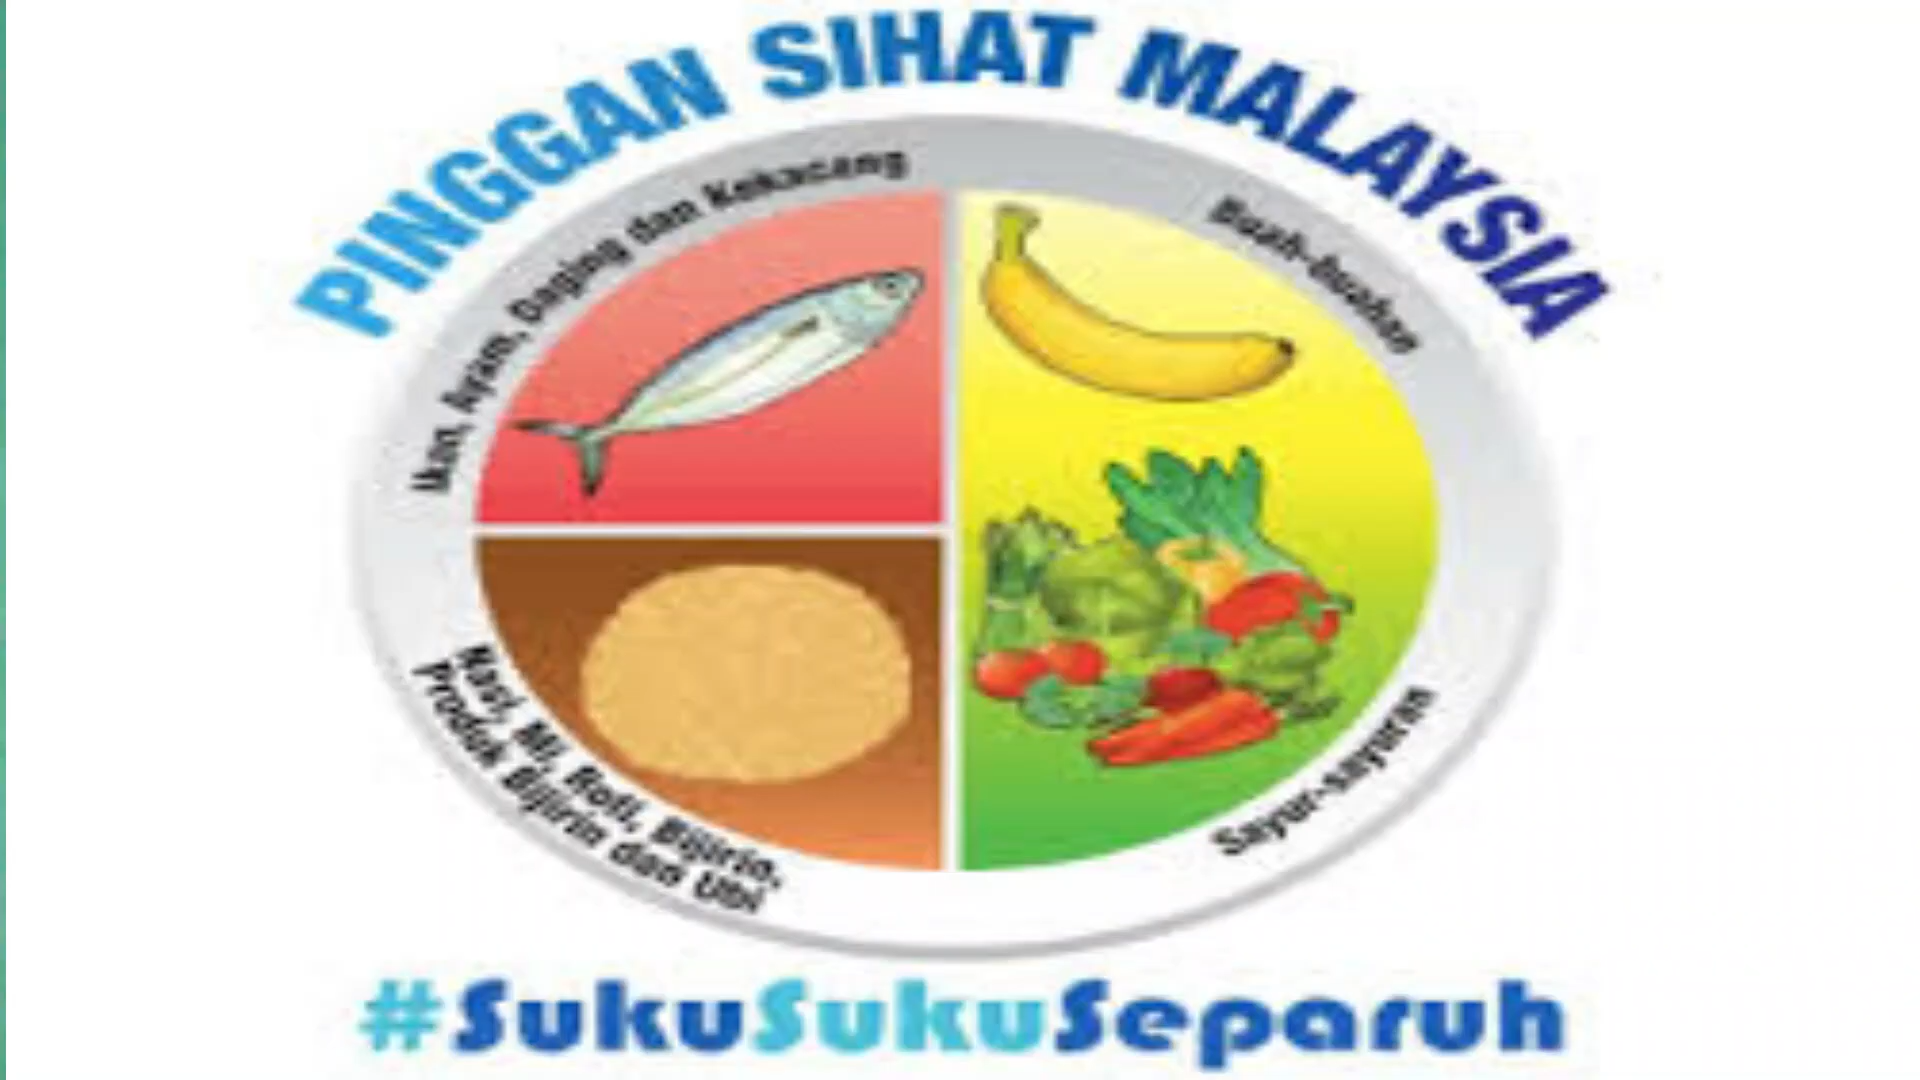 PINGGAN SIHAT MALAYSIA
Ikan, Ayam, Daging dan Kekaceng
Buah-buahan
Nasi, Mi, Roti, Bijirin,
Produk Bijirin dan Ubi
Sayur-sayuran
#SukuSukuSeparuh